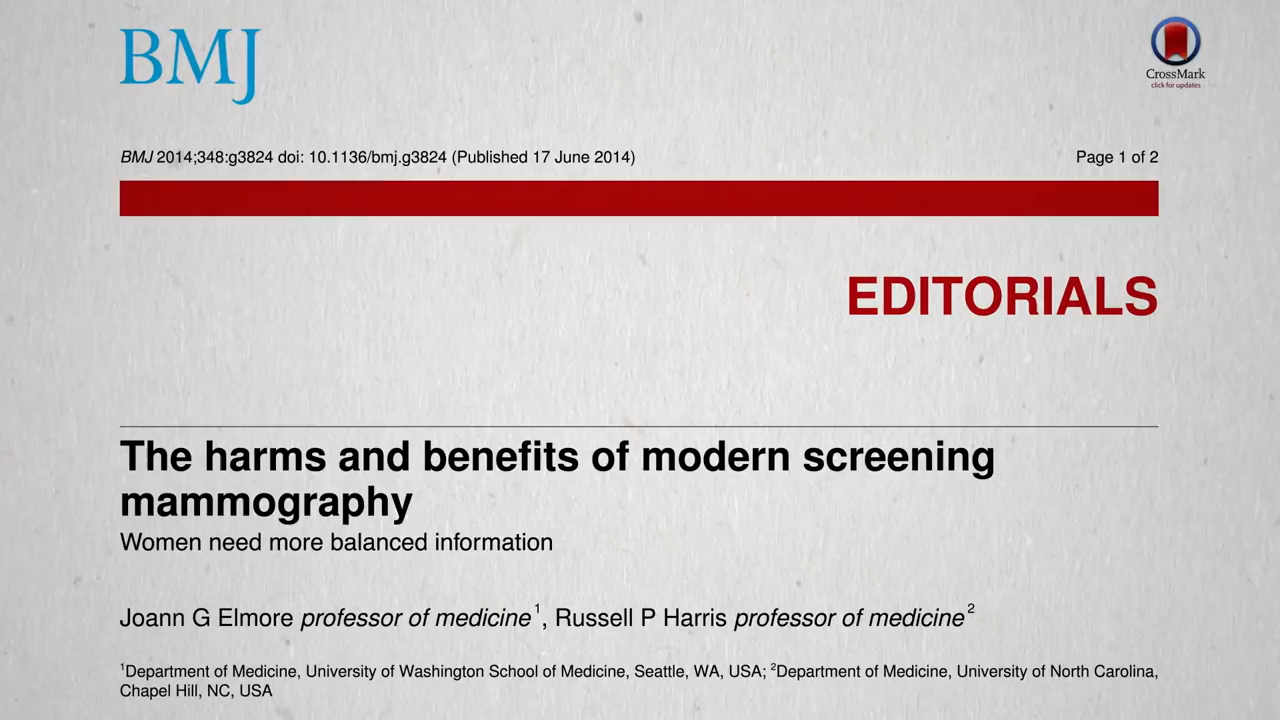 BMJ
CrossMark
click for updates
BMJ 2014;348:g3824 doi: 10.1136/bmj.g3824 (Published 17 June 2014)
Page 1 of 2
EDITORIALS
The harms and benefits of modern screening
mammography
Women need more balanced information
Joann G Elmore professor of medicine¹, Russell P Harris professor of medicine²
¹Department of Medicine, University of Washington School of Medicine, Seattle, WA, USA; ²Department of Medicine, University of North Carolina,
Chapel Hill, NC, USA